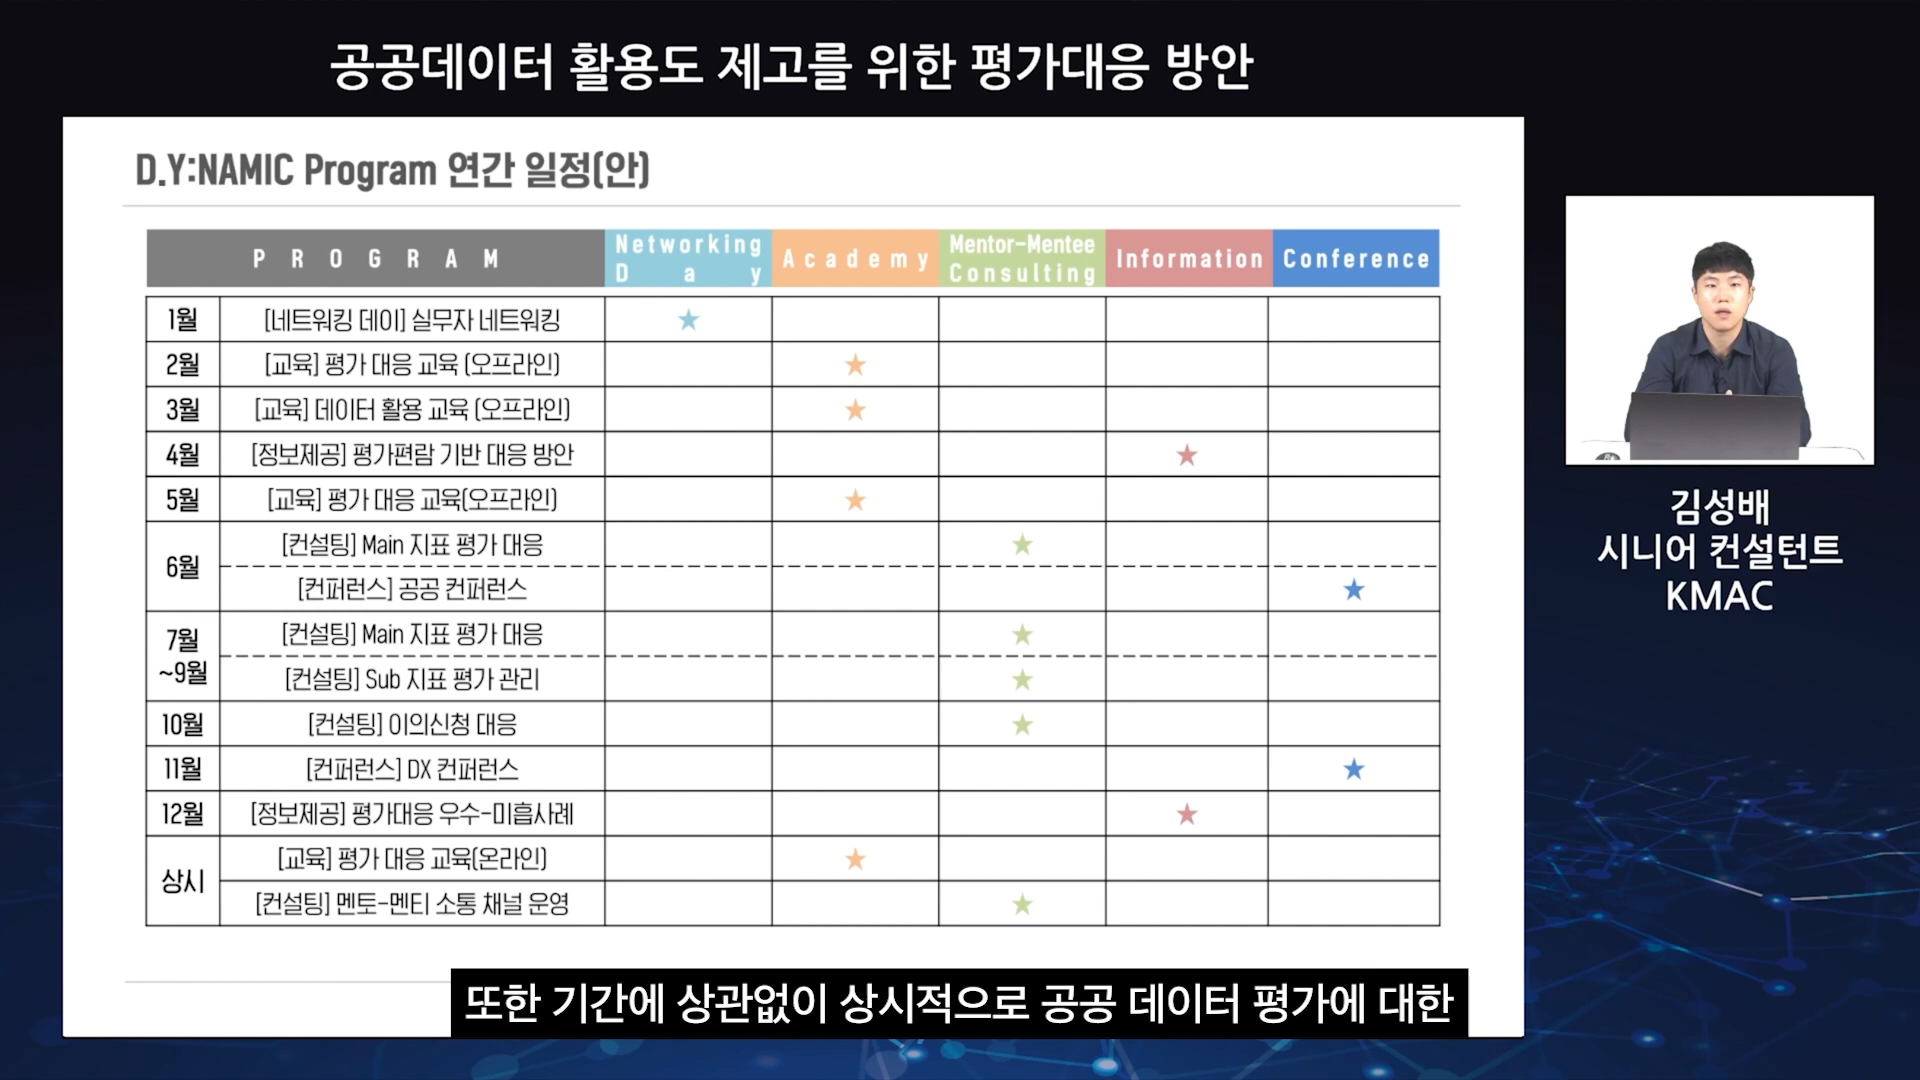 공공데이터 활용도 제고를 위한 평가대응 방안
D.Y:NAMIC Program 연간 일정(안)
PROGRAM
Networking
Day
Academy
Mentor-Mentee
Consulting
Information
Conference
1월 [네트워킹 데이] 실무자 네트워킹 ★
2월 [교육] 평가 대응 교육 (오프라인) ★
3월 [교육] 데이터 활용 교육 (오프라인) ★
4월 [정보제공] 평가편람 기반 대응 방안 ★
5월 [교육] 평가 대응 교육(오프라인) ★
6월
[컨설팅] Main 지표 평가 대응 ★
[컨퍼런스] 공공 컨퍼런스 ★
7월
~9월
[컨설팅] Main 지표 평가 대응 ★
[컨설팅] Sub 지표 평가 관리 ★
10월 [컨설팅] 이의신청 대응 ★
11월 [컨퍼런스] DX 컨퍼런스 ★
12월 [정보제공] 평가대응 우수-미흡사례 ★
상시
[교육] 평가 대응 교육(온라인) ★
[컨설팅] 멘토-멘티 소통 채널 운영 ★
김성배
시니어 컨설턴트
KMAC
또한 기간에 상관없이 상시적으로 공공 데이터 평가에 대한